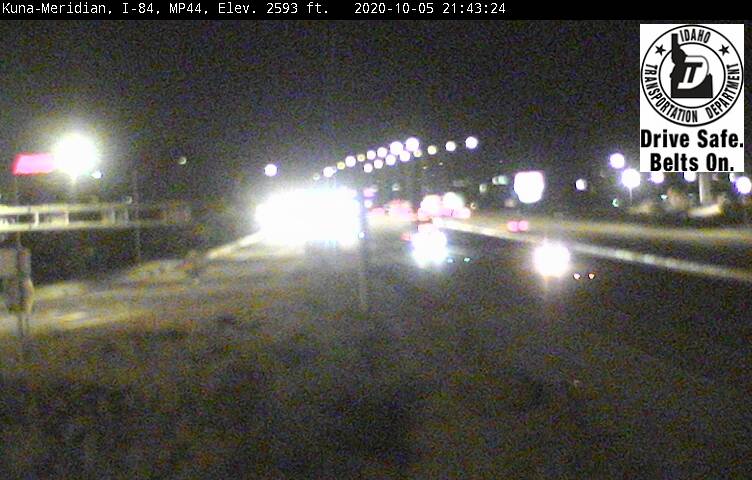 Kuna-Meridian, I-84, MP44, Elev. 2593 ft.   2020-10-05 21:43:24
IDAHO
TRANSPORTATION DEPARTMENT
Drive Safe.
Belts On.